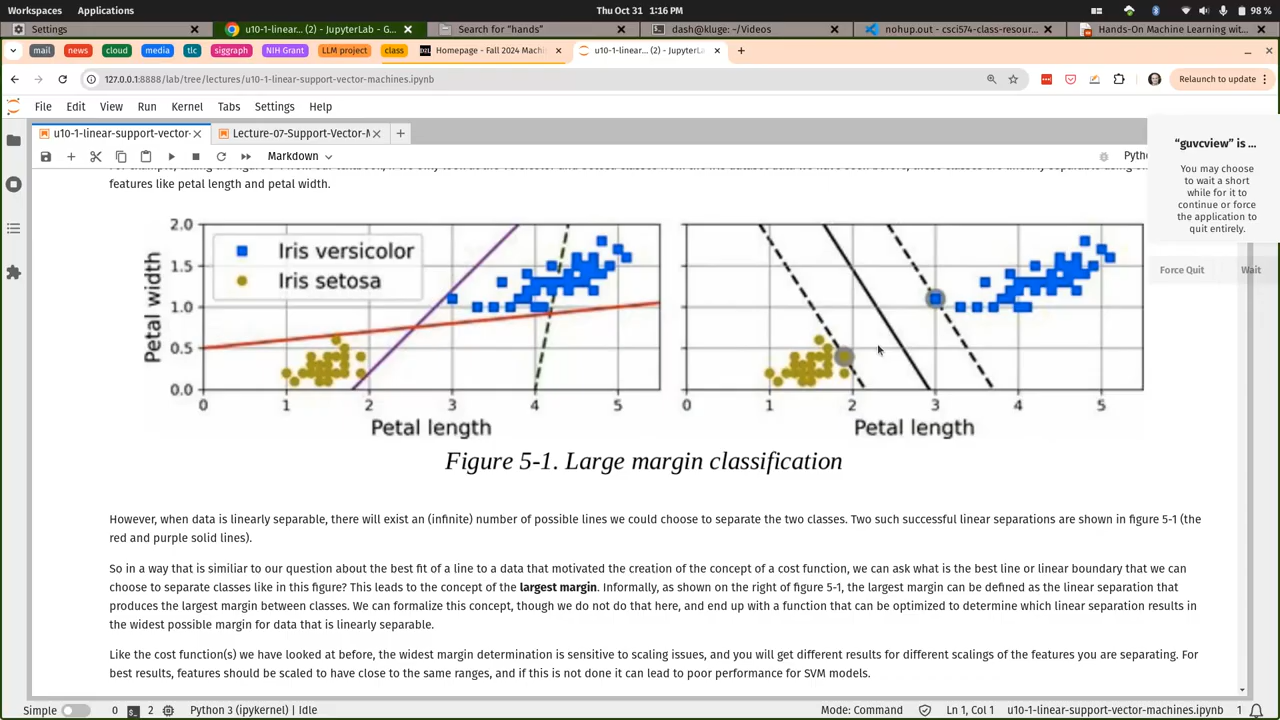 Workspaces Applications Thu Oct 31 1:16 PM 98 %
Settings
linear... (2) - JupyterLab - G...
Search for “hands”
dash@kluge: ~/Videos
nohup.out - csci574-class-resour...
Hands-On Machine Learning wit...
mail news cloud media tlc siggraph NIH Grant LLM project class
Homepage - Fall 2024 Machi
u10-1-linear... (2) - JupyterL
127.0.0.1:8888/lab/tree/lectures/u10-1-linear-support-vector-machines.ipynb
Relaunch to update
File Edit View Run Kernel Tabs Settings Help
u10-1-linear-support-vector-
Lecture-07-Support-Vector-M
Markdown
Pyth
“guvcview” is ...
You may choose
to wait a short
while for it to
continue or force
the application to
quit entirely.
Force Quit Wait
features like petal length and petal width.
Petal width
2.0
1.5
1.0
0.5
0.0
Iris versicolor
Iris setosa
0 1 2 3 4 5
Petal length
0 1 2 3 4 5
Petal length
Figure 5-1. Large margin classification
However, when data is linearly separable, there will exist an (infinite) number of possible lines we could choose to separate the two classes. Two such successful linear separations are shown in figure 5-1 (the
red and purple solid lines).
So in a way that is similiar to our question about the best fit of a line to a data that motivated the creation of the concept of a cost function, we can ask what is the best line or linear boundary that we can
choose to separate classes like in this figure? This leads to the concept of the largest margin. Informally, as shown on the right of figure 5-1, the largest margin can be defined as the linear separation that
produces the largest margin between classes. We can formalize this concept, though we do not do that here, and end up with a function that can be optimized to determine which linear separation results in
the widest possible margin for data that is linearly separable.
Like the cost function(s) we have looked at before, the widest margin determination is sensitive to scaling issues, and you will get different results for different scalings of the features you are separating. For
best results, features should be scaled to have close to the same ranges, and if this is not done it can lead to poor performance for SVM models.
Simple 0 $_ 2 Python 3 (ipykernel) | Idle Mode: Command Ln 1, Col 1 u10-1-linear-support-vector-machines.ipynb 1